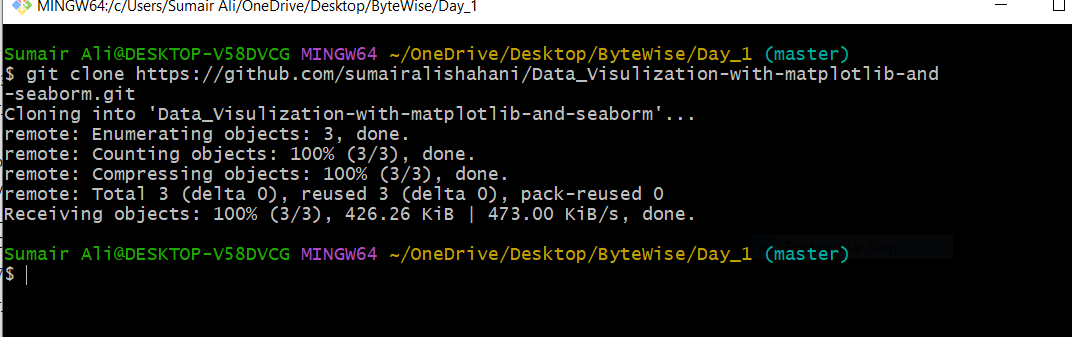 MINGW64:/c/Users/Sumair Ali/OneDrive/Desktop/ByteWise/Day_1
Sumair Ali@DESKTOP-V58DVCG MINGW64 ~/OneDrive/Desktop/ByteWise/Day_1 (master)
$ git clone https://github.com/sumairalishahani/Data_Visulization-with-matplotlib-and
-seaborm.git
Cloning into 'Data_Visulization-with-matplotlib-and-seaborm'...
remote: Enumerating objects: 3, done.
remote: Counting objects: 100% (3/3), done.
remote: Compressing objects: 100% (3/3), done.
remote: Total 3 (delta 0), reused 3 (delta 0), pack-reused 0
Receiving objects: 100% (3/3), 426.26 KiB | 473.00 KiB/s, done.
Sumair Ali@DESKTOP-V58DVCG MINGW64 ~/OneDrive/Desktop/ByteWise/Day_1 (master)
$